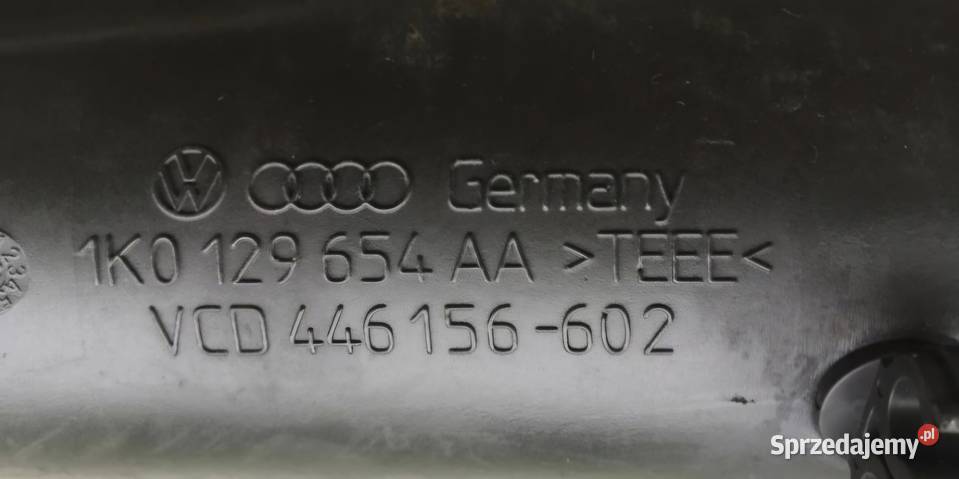 Germany
1K0 129 654 AA >TEEE<
VCD 446 156-602
Sprzedajemy.pl